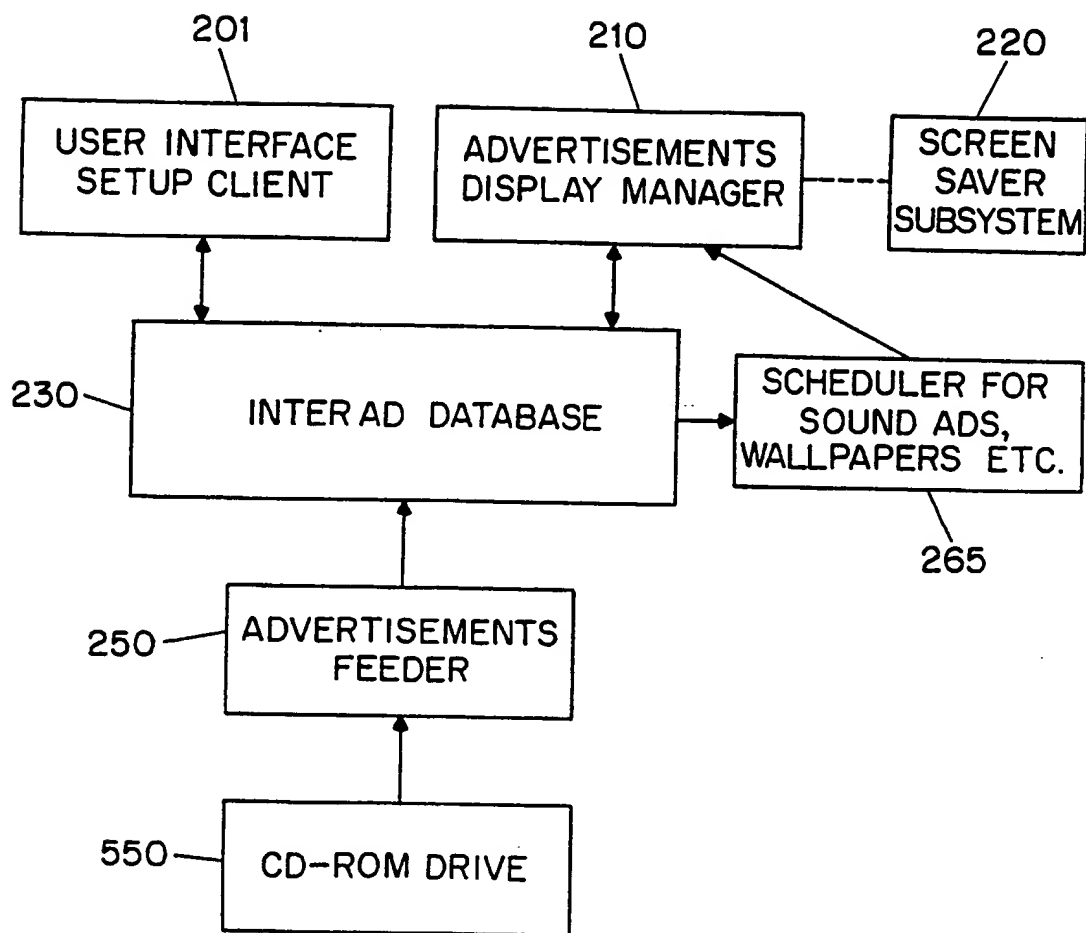 201
210
220
USER INTERFACE
SETUP CLIENT
ADVERTISEMENTS
DISPLAY MANAGER
SCREEN
SAVER
SUBSYSTEM
230
INTER AD DATABASE
SCHEDULER FOR
SOUND ADS,
WALLPAPERS ETC.
265
250
ADVERTISEMENTS
FEEDER
550
CD-ROM DRIVE